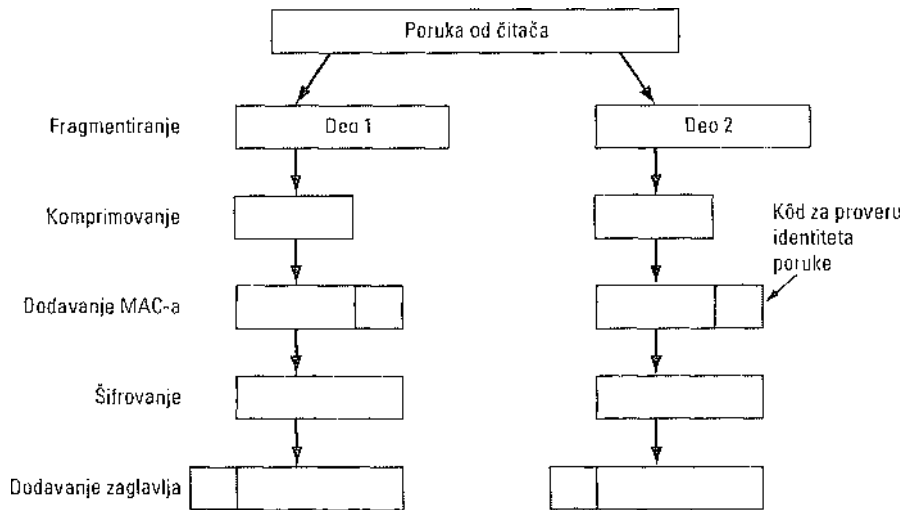 Poruka od čitača
Fragmentiranje
Deo 1
Deo 2
Komprimovanje
Kôd za proveru
identiteta
poruke
Dodavanje MAC-a
Šifrovanje
Dodavanje zaglavlja